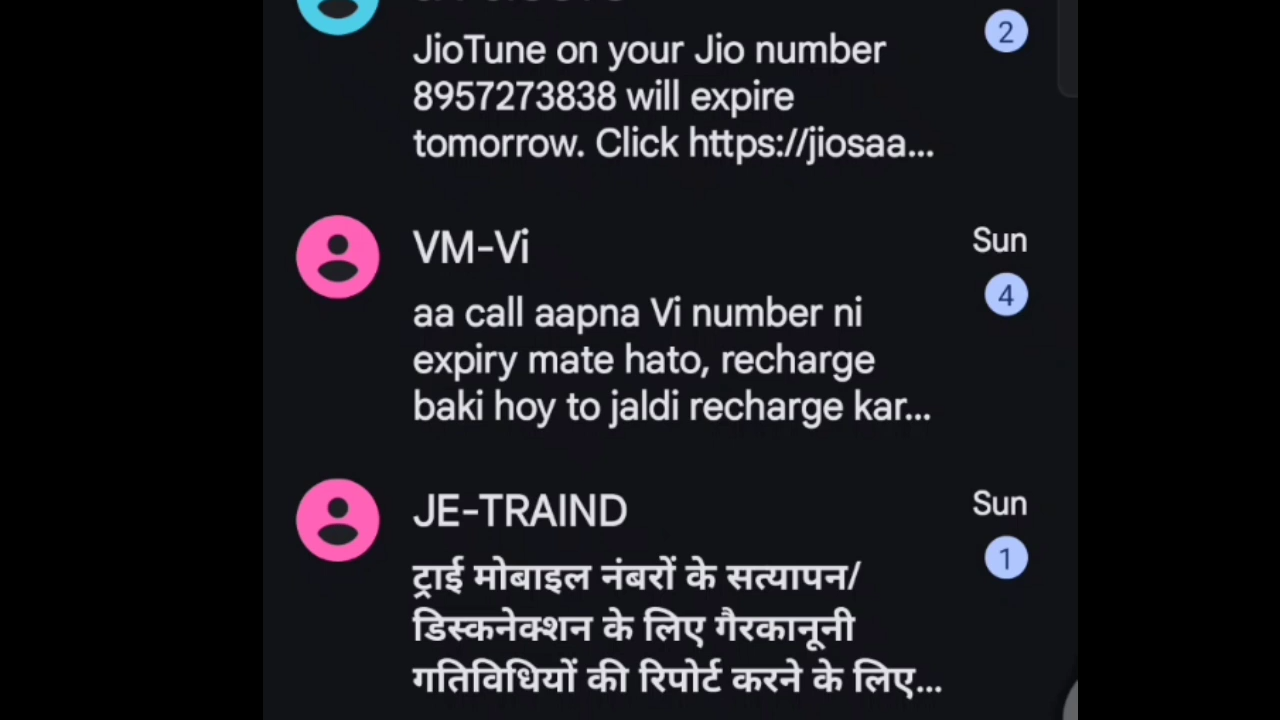 2
JioTune on your Jio number
8957273838 will expire
tomorrow. Click https://jiosaa...
VM-Vi
Sun
4
aa call aapna Vi number ni
expiry mate hato, recharge
baki hoy to jaldi recharge kar...
JE-TRAIND
Sun
1
ट्राई मोबाइल नंबरों के सत्यापन/
डिस्कनेक्शन के लिए गैरकानूनी
गतिविधियों की रिपोर्ट करने के लिए...